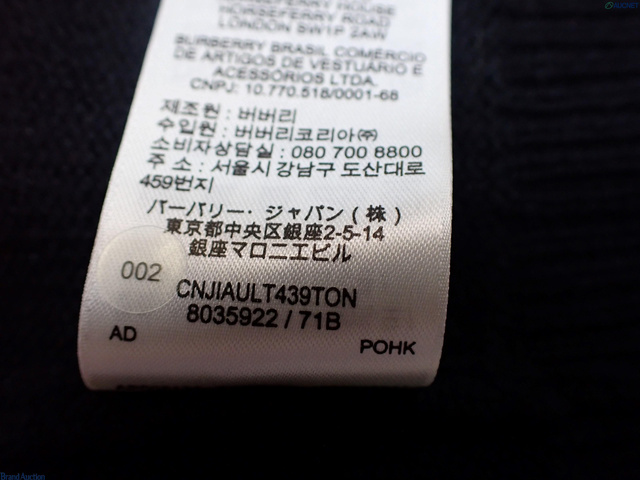 HORSEFERRY HOUSE
HORSEFERRY ROAD
LONDON SW1P 2AW
BURBERRY BRASIL COMÉRCIO
DE ARTIGOS DE VESTUÁRIO E
ACESSÓRIOS LTDA.
CNPJ: 10.770.518/0001-68
제조원 : 버버리
수입원 : 버버리코리아㈜
소비자상담실 : 080 700 8800
주 소 : 서울시 강남구 도산대로
459번지
バーバリー・ジャパン ( 株 )
東京都中央区銀座2-5-14
銀座マロニエビル
002
CNJIAULT439TON
8035922 / 71B
AD
POHK
BrandAuction